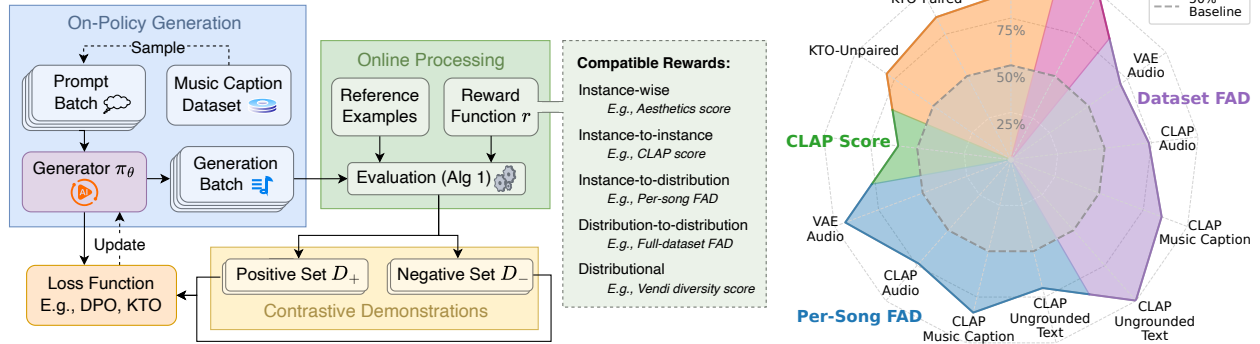 On-Policy Generation
Sample
Prompt
Batch
Music Caption
Dataset
Generator πθ
Generation
Batch
Update
Loss Function
E.g., DPO, KTO
Online Processing
Reference
Examples
Reward
Function r
Evaluation (Alg 1)
Positive Set D+
Negative Set D−
Contrastive Demonstrations
Compatible Rewards:
Instance-wise
E.g., Aesthetics score
Instance-to-instance
E.g., CLAP score
Instance-to-distribution
E.g., Per-song FAD
Distribution-to-distribution
E.g., Full-dataset FAD
Distributional
E.g., Vendi diversity score
Baseline
KTO-Unpaired
75%
50%
25%
VAE
Audio
Dataset FAD
CLAP
Audio
CLAP Score
CLAP
Music Caption
VAE
Audio
CLAP
Audio
Per-Song FAD
CLAP
Music Caption
CLAP
Ungrounded
Text
CLAP
Ungrounded
Text